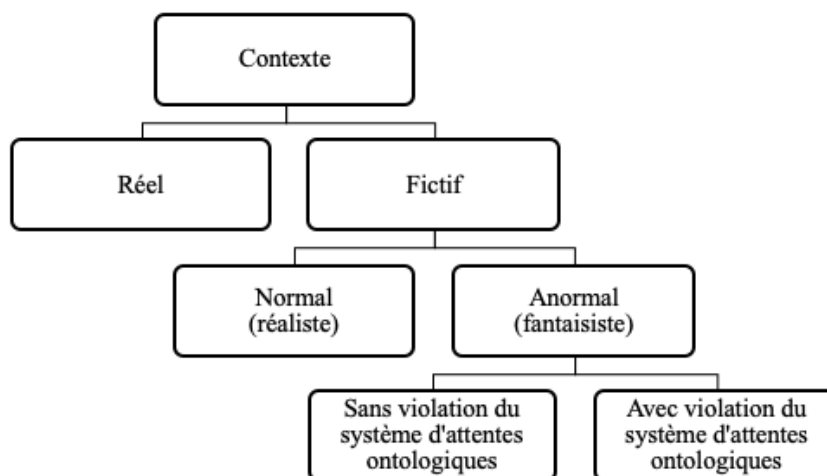 Contexte
Réel
Fictif
Normal
(réaliste)
Anormal
(fantaisiste)
Sans violation du
système d'attentes
ontologiques
Avec violation du
système d'attentes
ontologiques